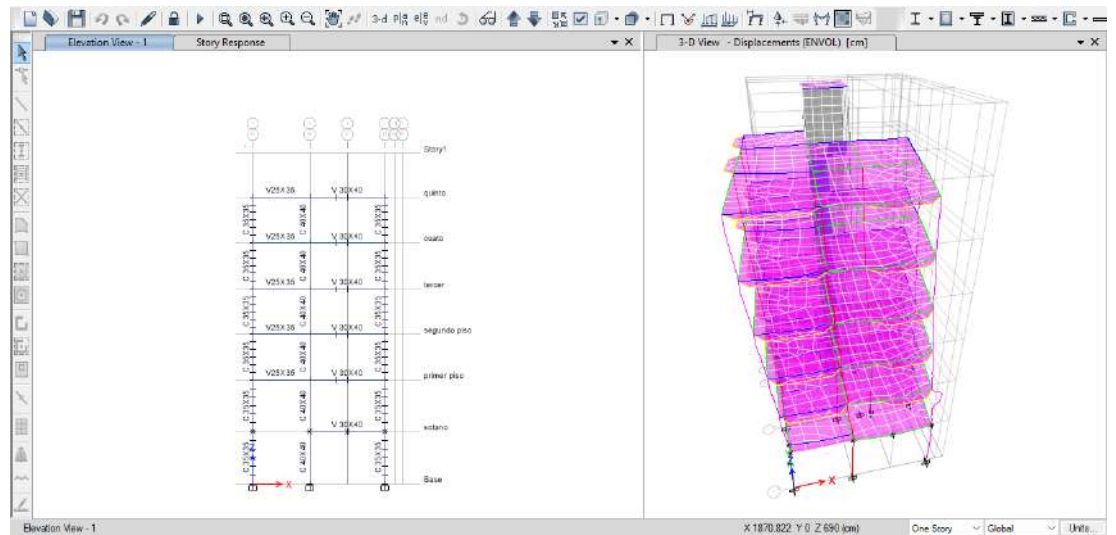 3-d
Elevation View - 1
Story Response
3-D View - Displacements (ENVOL) [cm]
Story1
V25X35 V 30X40 quinto
C 35X35 C 40X40 C 35X35
V25X35 V 30X40
C 35X35 C 40X40 C 35X35
V25X35 V 30X40 tercer
C 35X35 C 40X40 C 35X35
V25X35 V 30X40 segundo piso
C 35X35 C 40X40 C 35X35
V25X35 V 30X40 primer piso
C 35X35 C 40X40 C 35X35
V 30X40 sotano
C 35X35 C 40X40 C 35X35
Z
X
Base
X
Elevation View - 1
X 1870.822 Y 0 Z 690 (cm)
One Story
Global
Units...